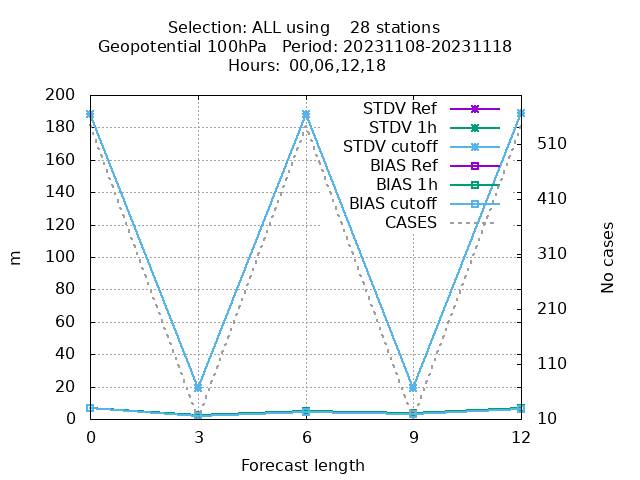 Selection: ALL using 28 stations
Geopotential 100hPa Period: 20231108-20231118
Hours: 00,06,12,18
200
180
160
140
120
100
80
60
40
20
0
m
STDV Ref
STDV 1h
STDV cutoff
BIAS Ref
BIAS 1h
BIAS cutoff
CASES
510
410
310
210
110
10
No cases
0 3 6 9 12
Forecast length